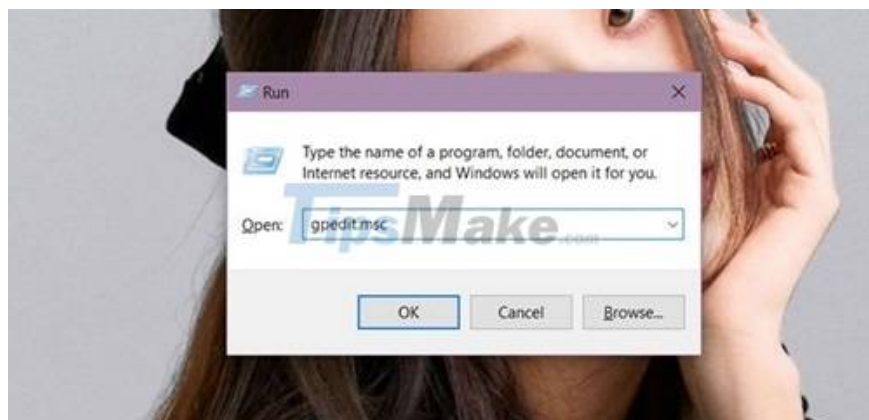 Run
Type the name of a program, folder, document, or
Internet resource, and Windows will open it for you.
Open: gpedit.msc
TipsMake.com
OK Cancel Browse...